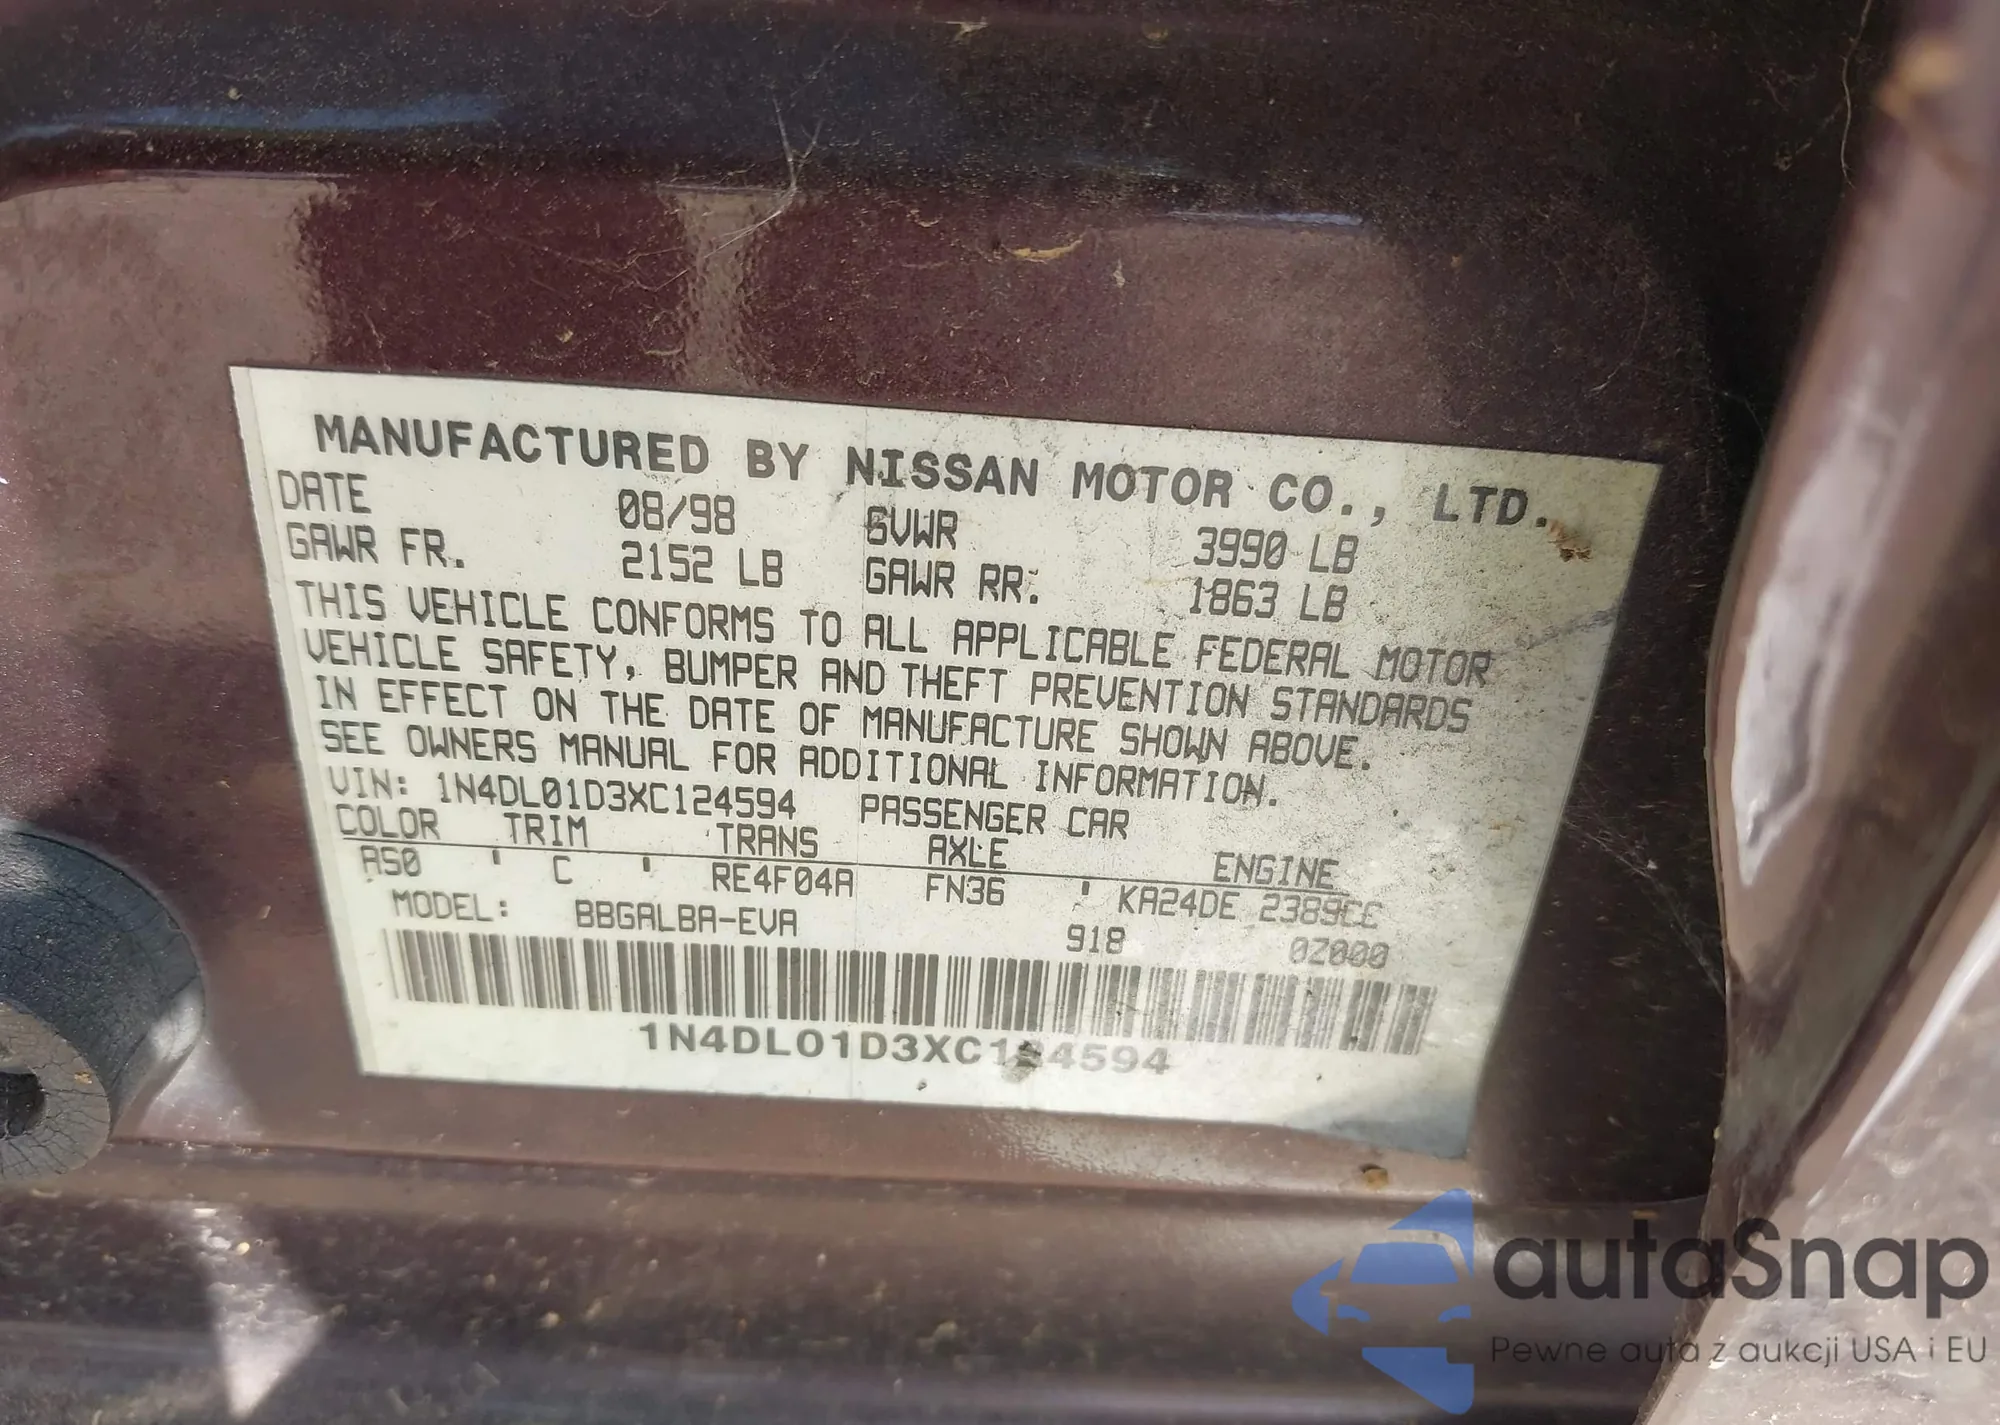 MANUFACTURED BY NISSAN MOTOR CO., LTD.
DATE 08/98 GVWR 3990 LB
GAWR FR. 2152 LB GAWR RR: 1863 LB
THIS VEHICLE CONFORMS TO ALL APPLICABLE FEDERAL MOTOR
VEHICLE SAFETY, BUMPER AND THEFT PREVENTION STANDARDS
IN EFFECT ON THE DATE OF MANUFACTURE SHOWN ABOVE.
SEE OWNERS MANUAL FOR ADDITIONAL INFORMATION.
VIN: 1N4DL01D3XC124594 PASSENGER CAR
COLOR TRIM TRANS AXLE ENGINE
AS0 ' C ' RE4F04A FN36 ' KA24DE 2389CC
MODEL: BBGALBA-EVA 918 0Z000
1N4DL01D3XC124594
autaSnap
Pewne auta z aukcji USA i EU